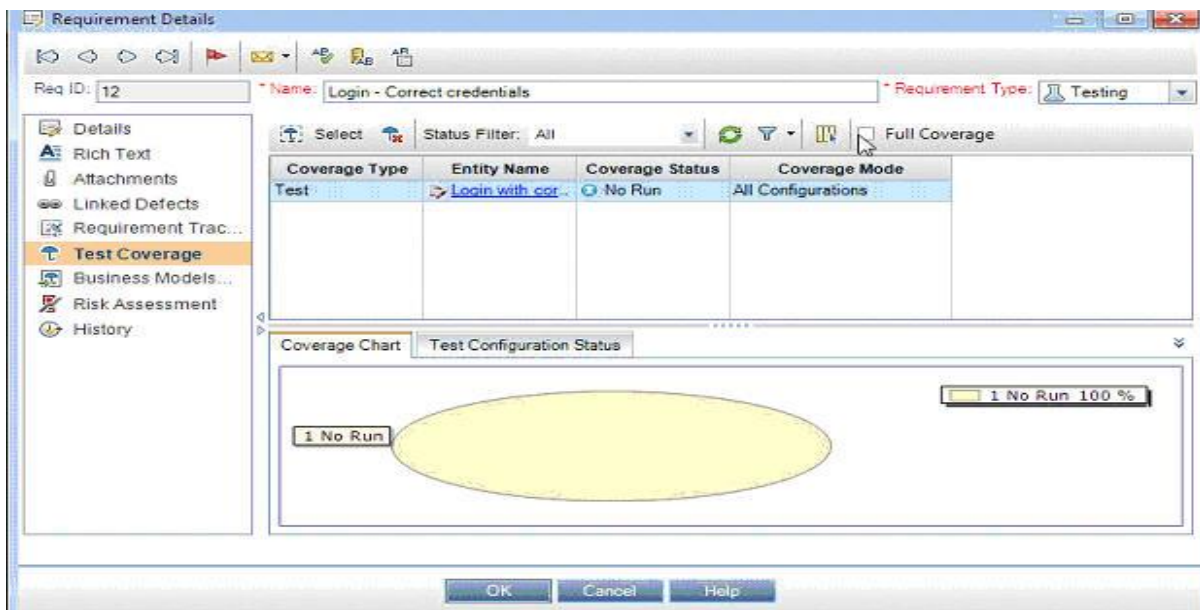 Requirement Details
Req ID: 12
* Name: Login - Correct credentials
* Requirement Type: Testing
Details
Rich Text
Attachments
Linked Defects
Requirement Trac...
Test Coverage
Business Models...
Risk Assessment
History
Select Status Filter: All Full Coverage
Coverage Type Entity Name Coverage Status Coverage Mode
Test Login with cor... No Run All Configurations
Coverage Chart Test Configuration Status
1 No Run 100 %
1 No Run
OK Cancel Help